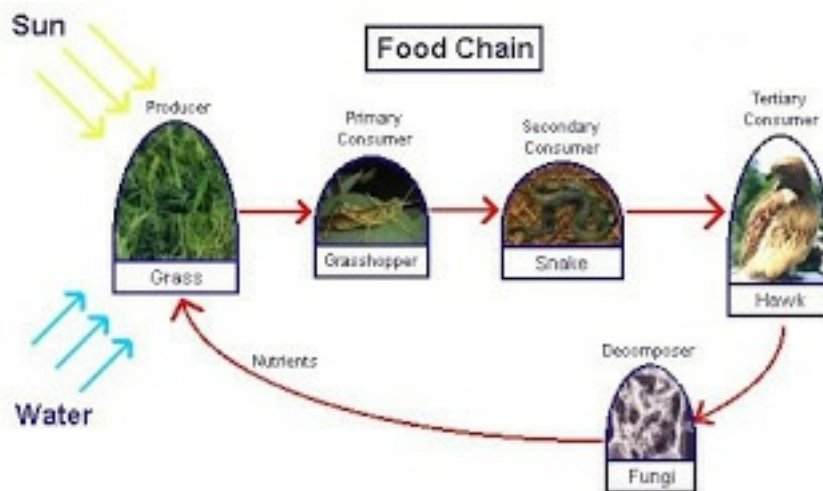 Sun
Food Chain
Producer
Primary
Consumer
Secondary
Consumer
Tertiary
Consumer
Grass
Grasshopper
Snake
Hawk
Nutrients
Decomposer
Water
Fungi